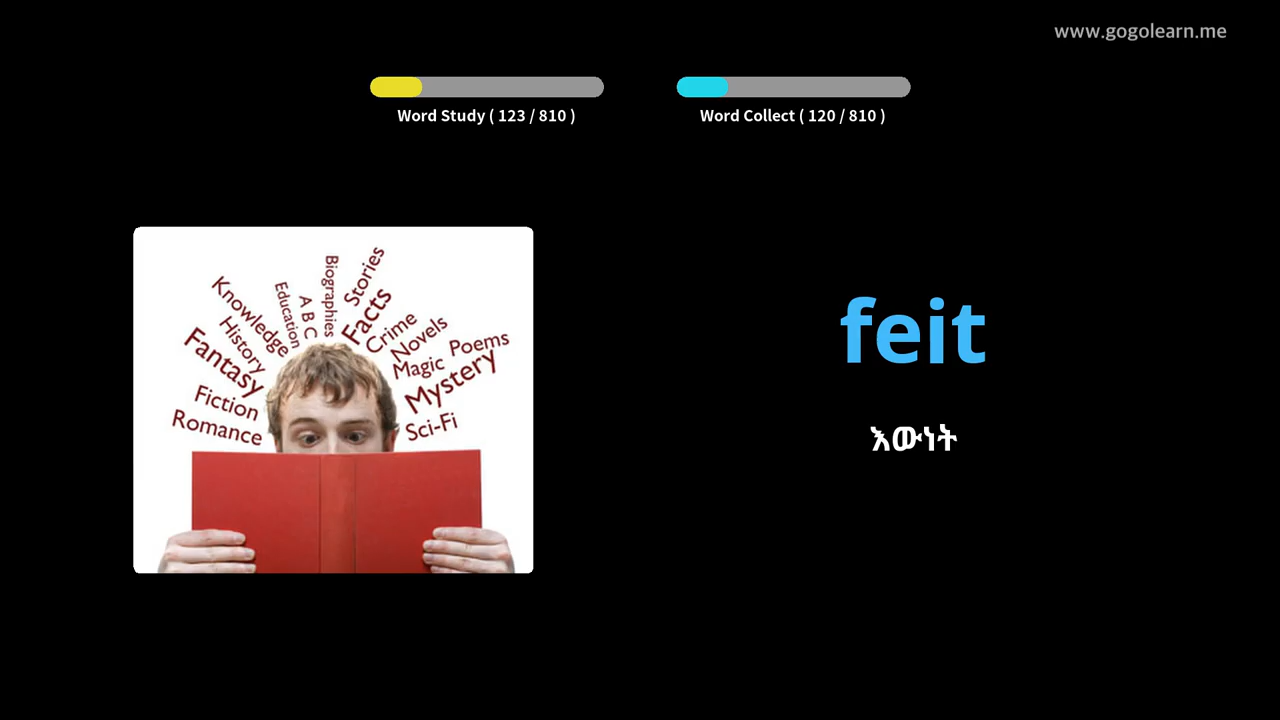 www.gogolearn.me
Word Study ( 123 / 810 )
Word Collect ( 120 / 810 )
Knowledge
History
Fantasy
Fiction
Romance
Education
A B C
Biographies
Stories
Facts
Crime
Novels
Magic
Poems
Mystery
Sci-Fi
feit
እውነት